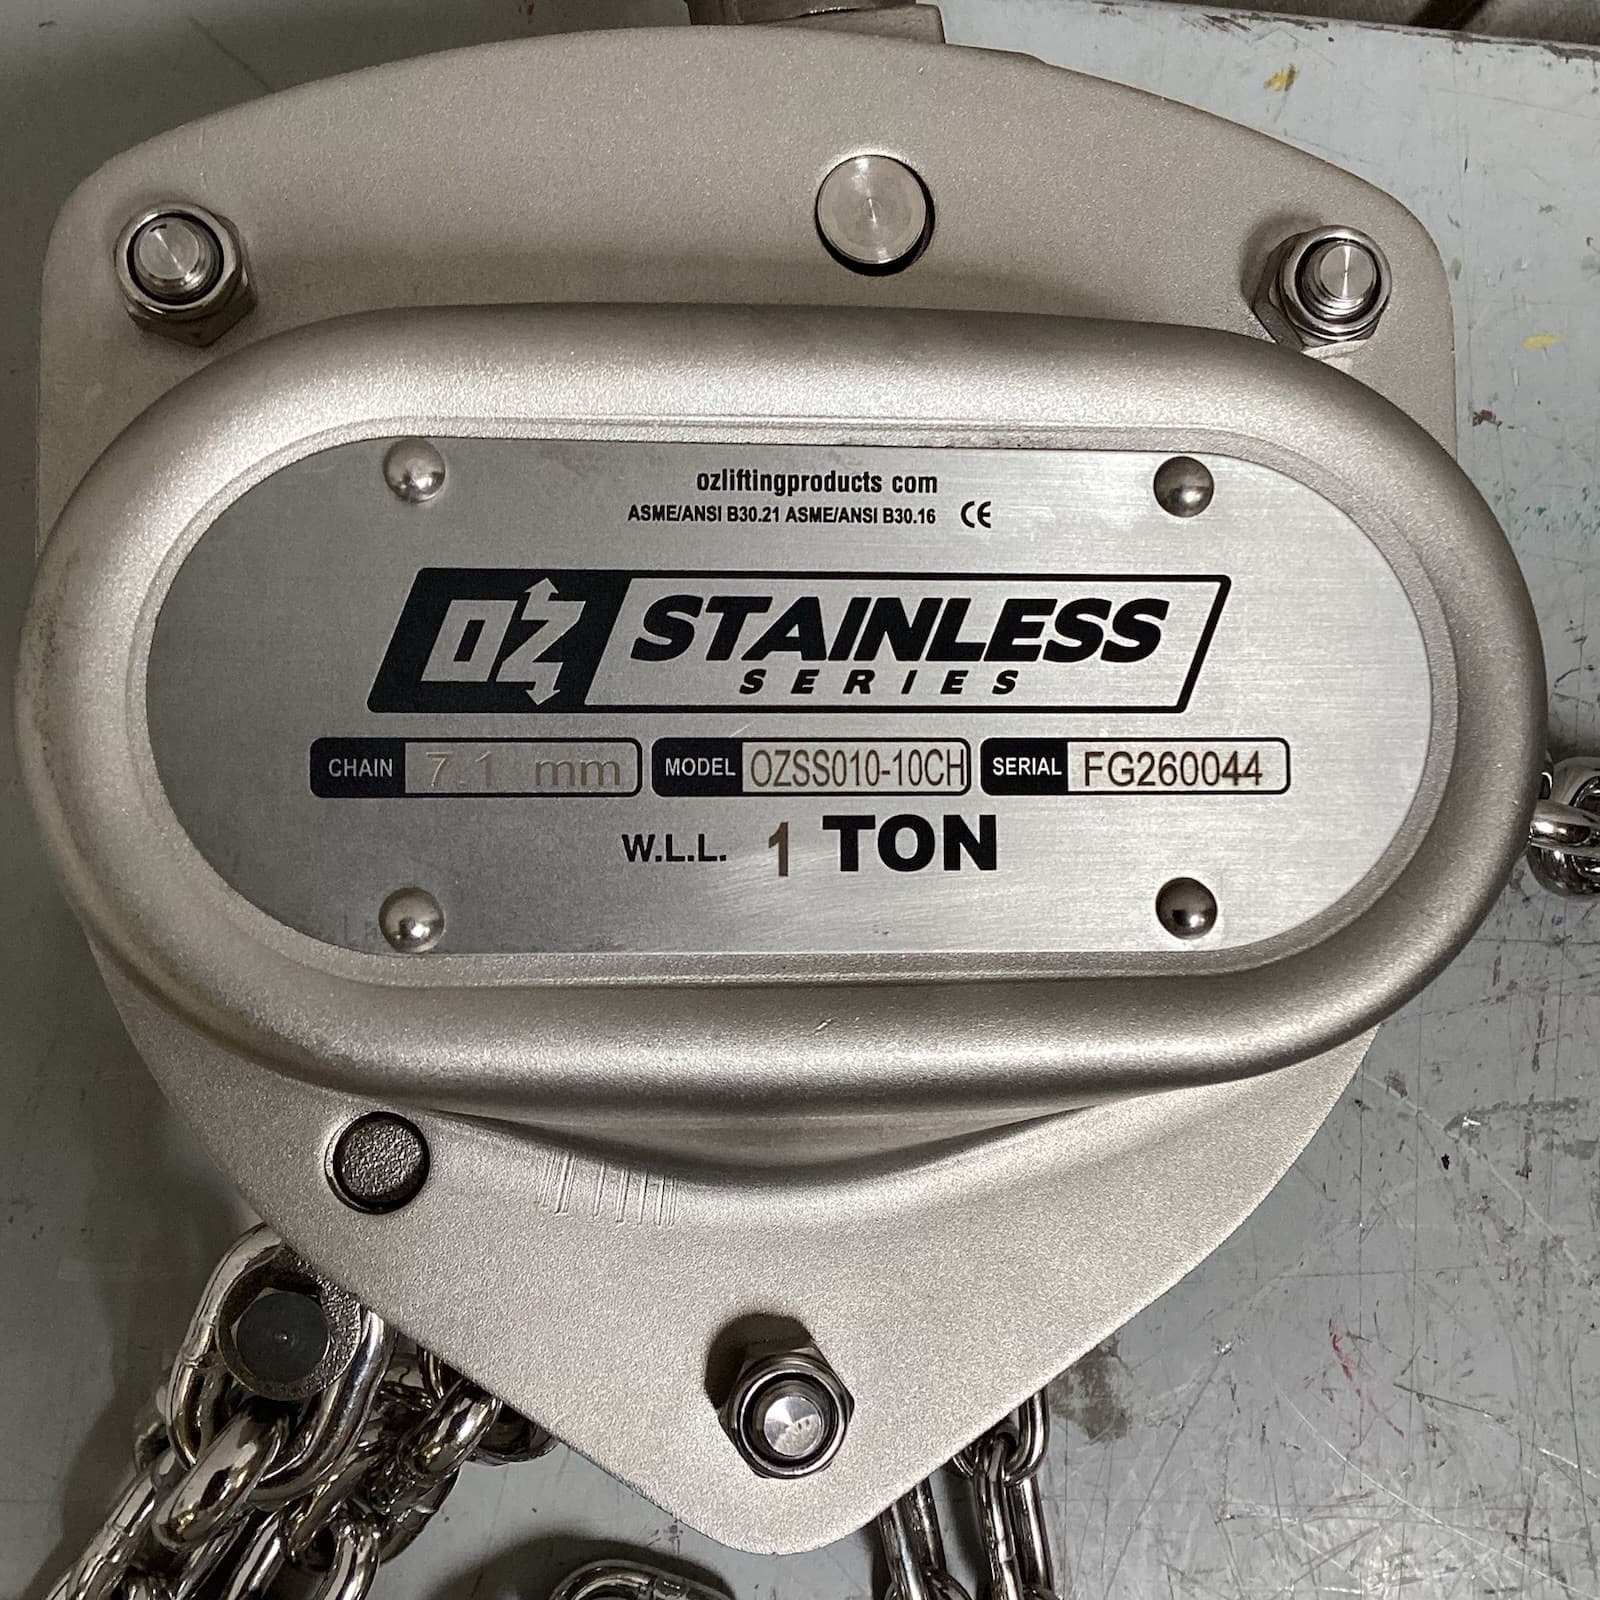 ozliftingproducts com
ASME/ANSI B30.21 ASME/ANSI B30.16 CE
OZ STAINLESS
SERIES
CHAIN 7.1 mm MODEL OZSS010-10CH SERIAL FG260044
W.L.L. 1 TON